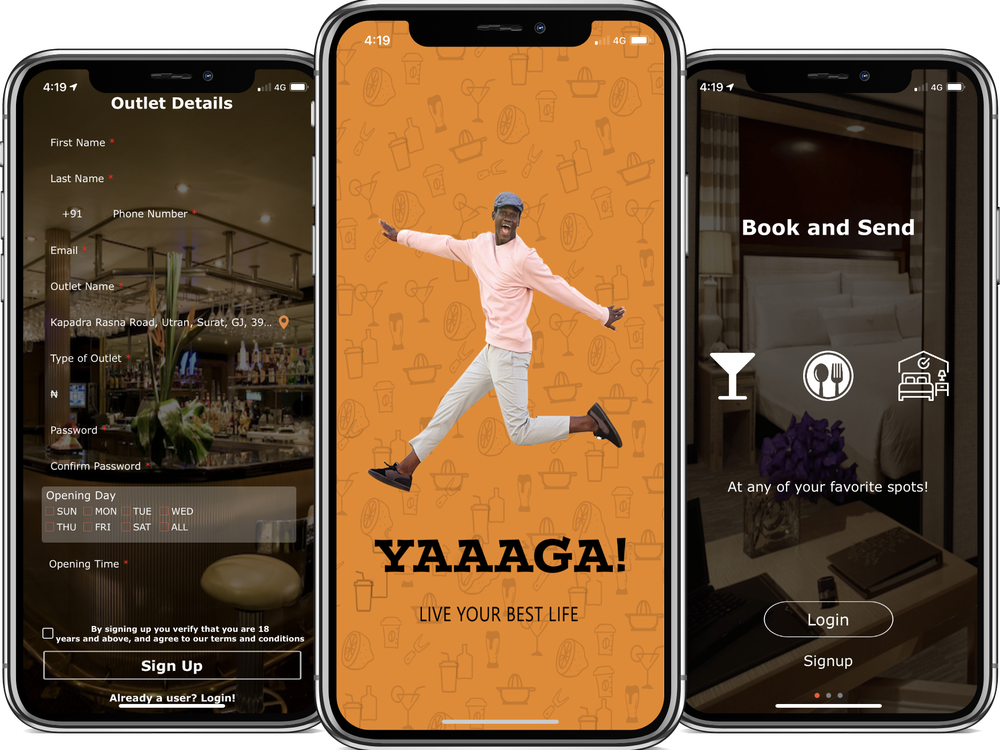 4:19
4G
Outlet Details
First Name *
Last Name *
+91 Phone Number *
Email *
Outlet Name *
Kapadra Rasna Road, Utran, Surat, GJ, 39...
Type of Outlet *
₦
Password *
Confirm Password *
Opening Day
SUN MON TUE WED
THU FRI SAT ALL
Opening Time *
By signing up you verify that you are 18
years and above, and agree to our terms and conditions
Sign Up
Already a user? Login!
4:19
4G
YAAAGA!
LIVE YOUR BEST LIFE
4:19
4G
Book and Send
At any of your favorite spots!
Login
Signup